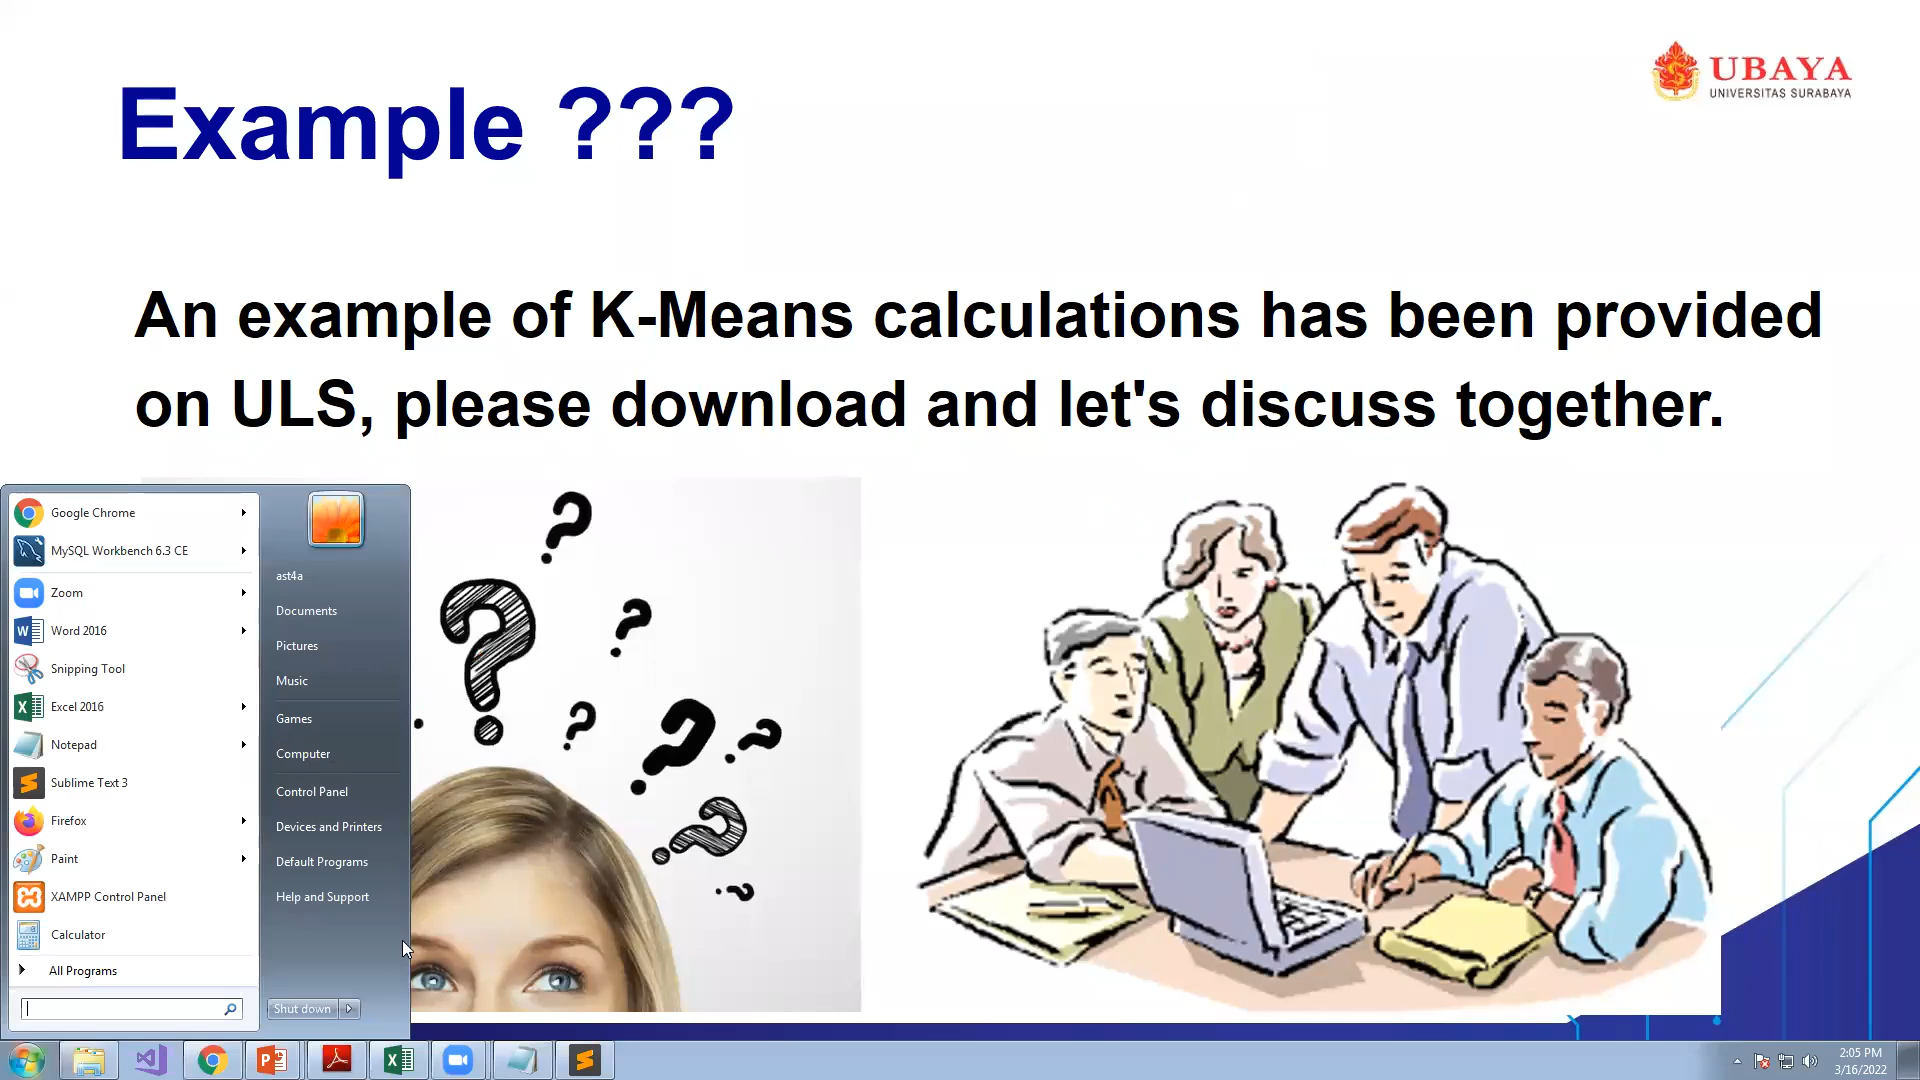 UBAYA
UNIVERSITAS SURABAYA
Example ???
An example of K-Means calculations has been provided
on ULS, please download and let's discuss together.
Google Chrome
MySQL Workbench 6.3 CE
Zoom
Word 2016
Snipping Tool
Excel 2016
Notepad
Sublime Text 3
Firefox
Paint
XAMPP Control Panel
Calculator
All Programs
ast4a
Documents
Pictures
Music
Games
Computer
Control Panel
Devices and Printers
Default Programs
Help and Support
Shut down
2:05 PM
3/16/2022